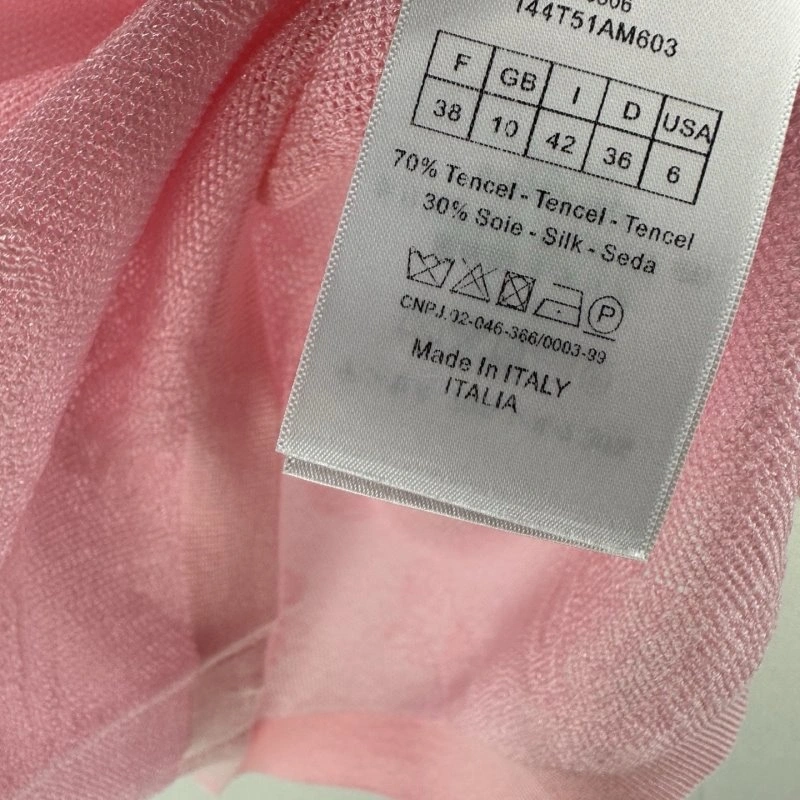 144T51AM603
F GB I D USA
38 10 42 36 6
70% Tencel - Tencel - Tencel
30% Soie - Silk - Seda
P
CNPJ.02-046-366/0003-99
Made In ITALY
ITALIA